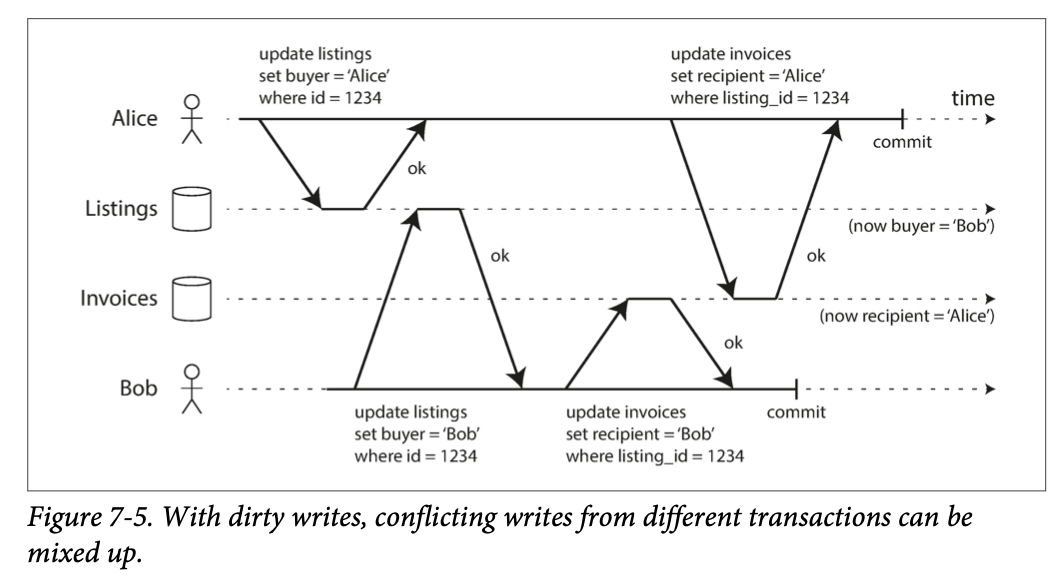 update listings
set buyer = ‘Alice’
where id = 1234
update invoices
set recipient = ‘Alice’
where listing_id = 1234
Alice
time
commit
ok
Listings
(now buyer = ‘Bob’)
ok
ok
Invoices
(now recipient = ‘Alice’)
ok
Bob
commit
update listings
set buyer = ‘Bob’
where id = 1234
update invoices
set recipient = ‘Bob’
where listing_id = 1234
Figure 7-5. With dirty writes, conflicting writes from different transactions can be
mixed up.